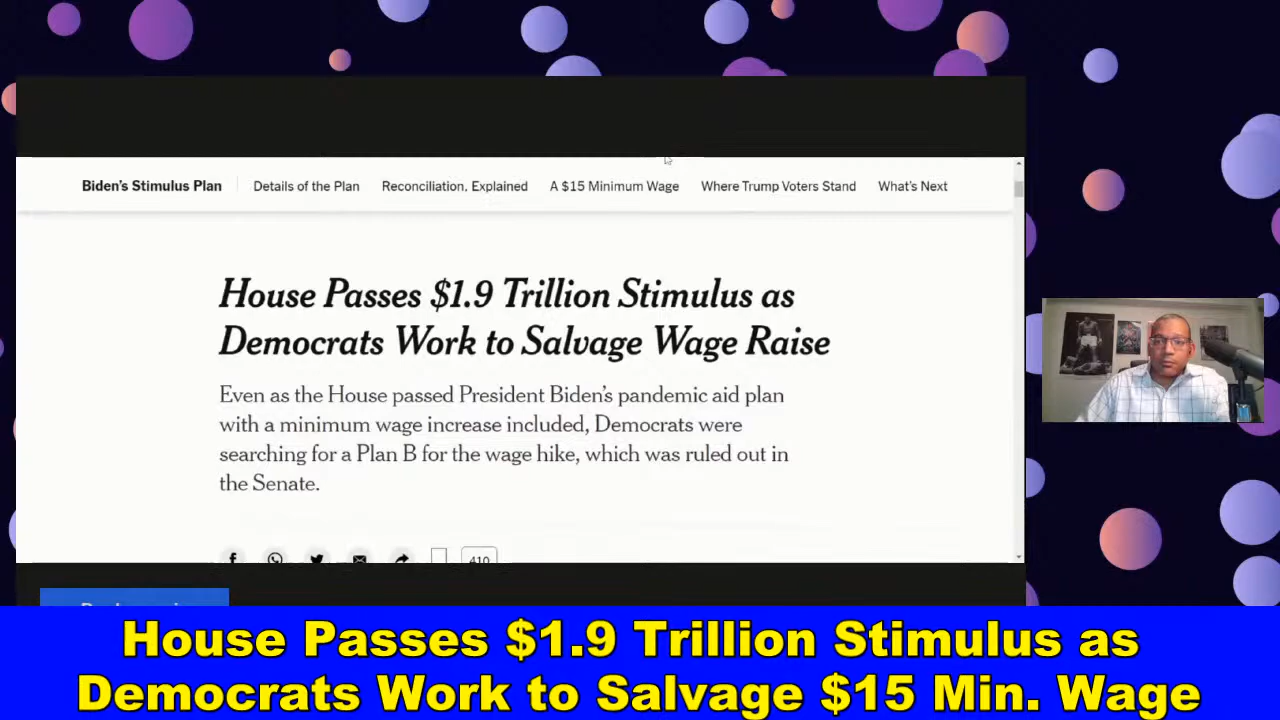 Biden's Stimulus Plan Details of the Plan Reconciliation, Explained A $15 Minimum Wage Where Trump Voters Stand What's Next
House Passes $1.9 Trillion Stimulus as
Democrats Work to Salvage Wage Raise
Even as the House passed President Biden's pandemic aid plan
with a minimum wage increase included, Democrats were
searching for a Plan B for the wage hike, which was ruled out in
the Senate.
410
House Passes $1.9 Trillion Stimulus as
Democrats Work to Salvage $15 Min. Wage